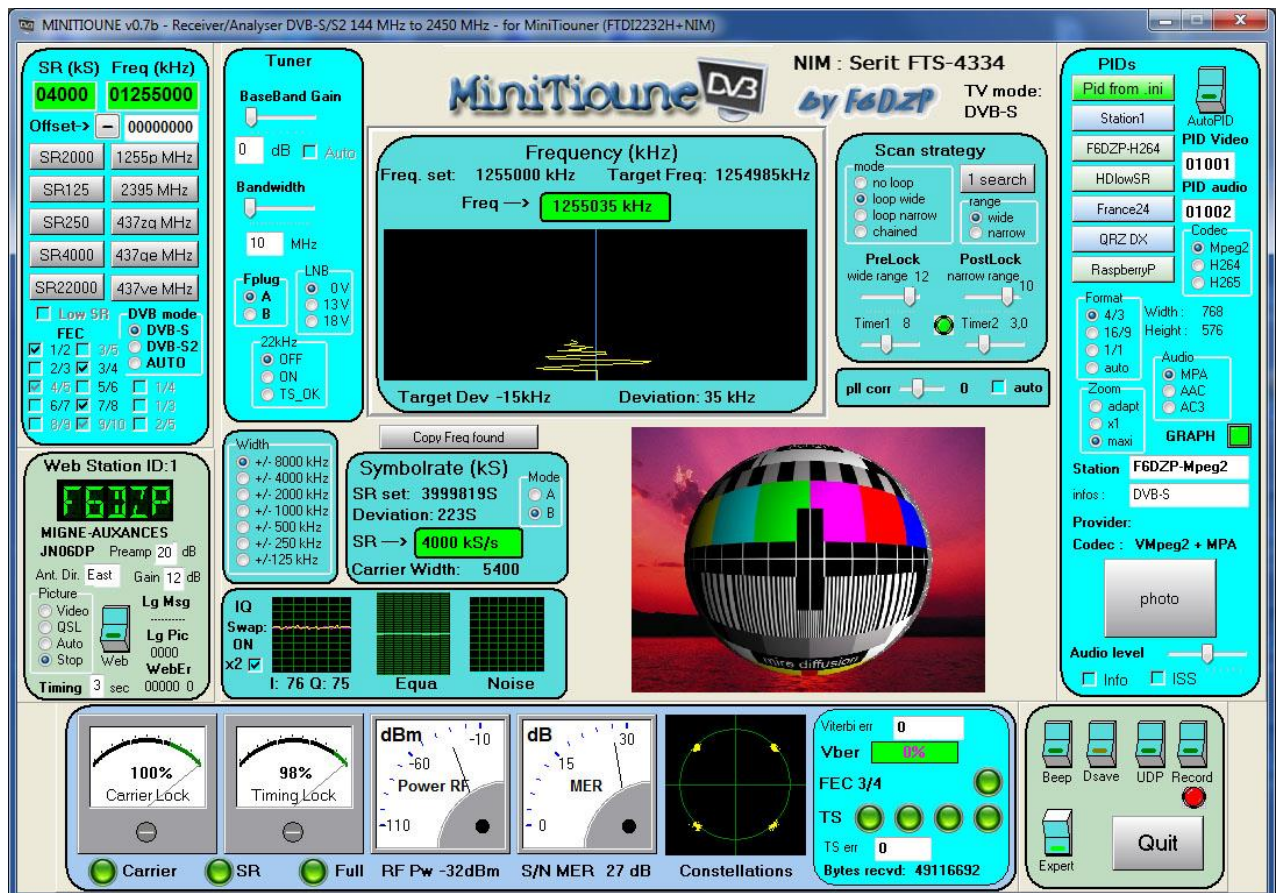 MINITIOUNE v0.7b - Receiver/Analyser DVB-S/S2 144 MHz to 2450 MHz - for MiniTiouner (FTDI2232H+NIM)
SR (kS) Freq (kHz)
04000 01255000
Offset-> - 00000000
SR2000 1255p MHz
SR125 2395 MHz
SR250 437zq MHz
SR4000 437qe MHz
SR22000 437ve MHz
Low SR
FEC
1/2 3/5
2/3 3/4
4/5 5/6 1/4
6/7 7/8 1/3
8/9 9/10 2/5
DVB mode
DVB-S
DVB-S2
AUTO
Tuner
BaseBand Gain
0 dB Auto
Bandwidth
10 MHz
Fplug
A
B
LNB
0V
13V
18V
22kHz
OFF
ON
TS_OK
MiniTioune DVB
by F6DZP
NIM : Serit FTS-4334
TV mode:
DVB-S
Frequency (kHz)
Freq. set: 1255000 kHz Target Freq: 1254985kHz
Freq —> 1255035 kHz
Target Dev -15kHz Deviation: 35 kHz
Scan strategy
mode
no loop
loop wide
loop narrow
chained
1 search
range
wide
narrow
PreLock PostLock
wide range 12 narrow range 10
Timer1 8 Timer2 3,0
pll corr 0 auto
PIDs
Pid from .ini
Station1
F6DZP-H264
HDlowSR
France24
QRZ DX
RaspberryP
AutoPID
PID Video
01001
PID audio
01002
Codec
Mpeg2
H264
H265
Format
4/3
16/9
1/1
auto
Width : 768
Height : 576
Audio
MPA
AAC
AC3
Zoom
adapt
x1
maxi
GRAPH
Station F6DZP-Mpeg2
infos : DVB-S
Provider:
Codec : VMpeg2 + MPA
photo
Audio level
Info ISS
Web Station ID:1
F6DZP
MIGNE-AUXANCES
JN06DP Preamp 20 dB
Ant. Dir. East Gain 12 dB
Picture
Video
QSL
Auto
Stop
Web
Lg Msg
----------
Lg Pic
0000
WebEr
Timing 3 sec 00000 0
Width
+/- 8000 kHz
+/- 4000 kHz
+/- 2000 kHz
+/- 1000 kHz
+/- 500 kHz
+/- 250 kHz
+/-125 kHz
Copy Freq found
Symbolrate (kS)
SR set: 3999819S
Deviation: 223S
SR —> 4000 kS/s
Carrier Width: 5400
Mode
A
B
IQ
Swap:
ON
x2
I: 76 Q: 75 Equa Noise
mire diffusion
100%
Carrier Lock
98%
Timing Lock
dBm
-10
-60
Power RF
-110
dB
30
15
MER
0
Carrier SR Full RF Pw -32dBm S/N MER 27 dB Constellations
Viterbi err 0
Vber 0%
FEC 3/4
TS
TS err 0
Bytes recvd: 49116692
Beep Dsave UDP Record
Expert
Quit